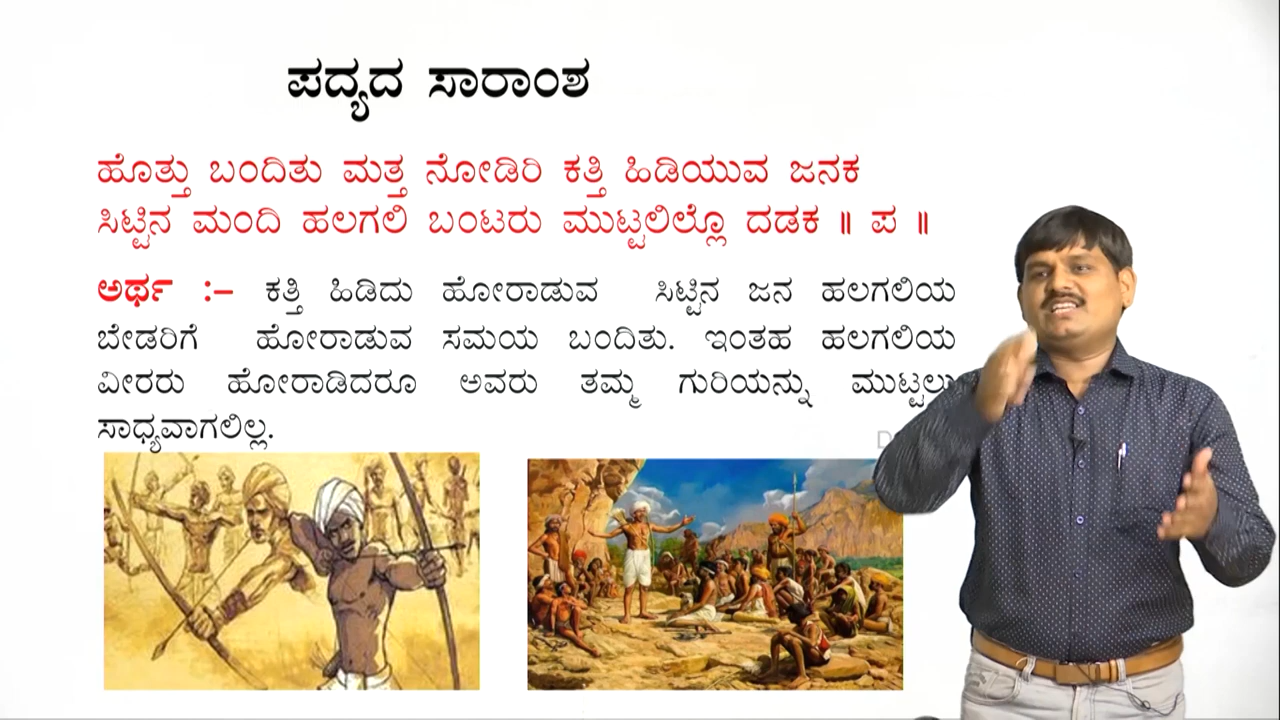 ಪದ್ಯದ ಸಾರಾಂಶ
ಹೊತ್ತು ಬಂದಿತು ಮತ್ತ ನೋಡಿರಿ ಕತ್ತಿ ಹಿಡಿಯುವ ಜನಕ
ಸಿಟ್ಟಿನ ಮಂದಿ ಹಲಗಲಿ ಬಂಟರು ಮುಟ್ಟಲಿಲ್ಲೊ ದಡಕ ॥ ಪ ॥
ಅರ್ಥ :– ಕತ್ತಿ ಹಿಡಿದು ಹೋರಾಡುವ ಸಿಟ್ಟಿನ ಜನ ಹಲಗಲಿಯ
ಬೇಡರಿಗೆ ಹೋರಾಡುವ ಸಮಯ ಬಂದಿತು. ಇಂತಹ ಹಲಗಲಿಯ
ವೀರರು ಹೋರಾಡಿದರೂ ಅವರು ತಮ್ಮ ಗುರಿಯನ್ನು ಮುಟ್ಟಲು
ಸಾಧ್ಯವಾಗಲಿಲ್ಲ.